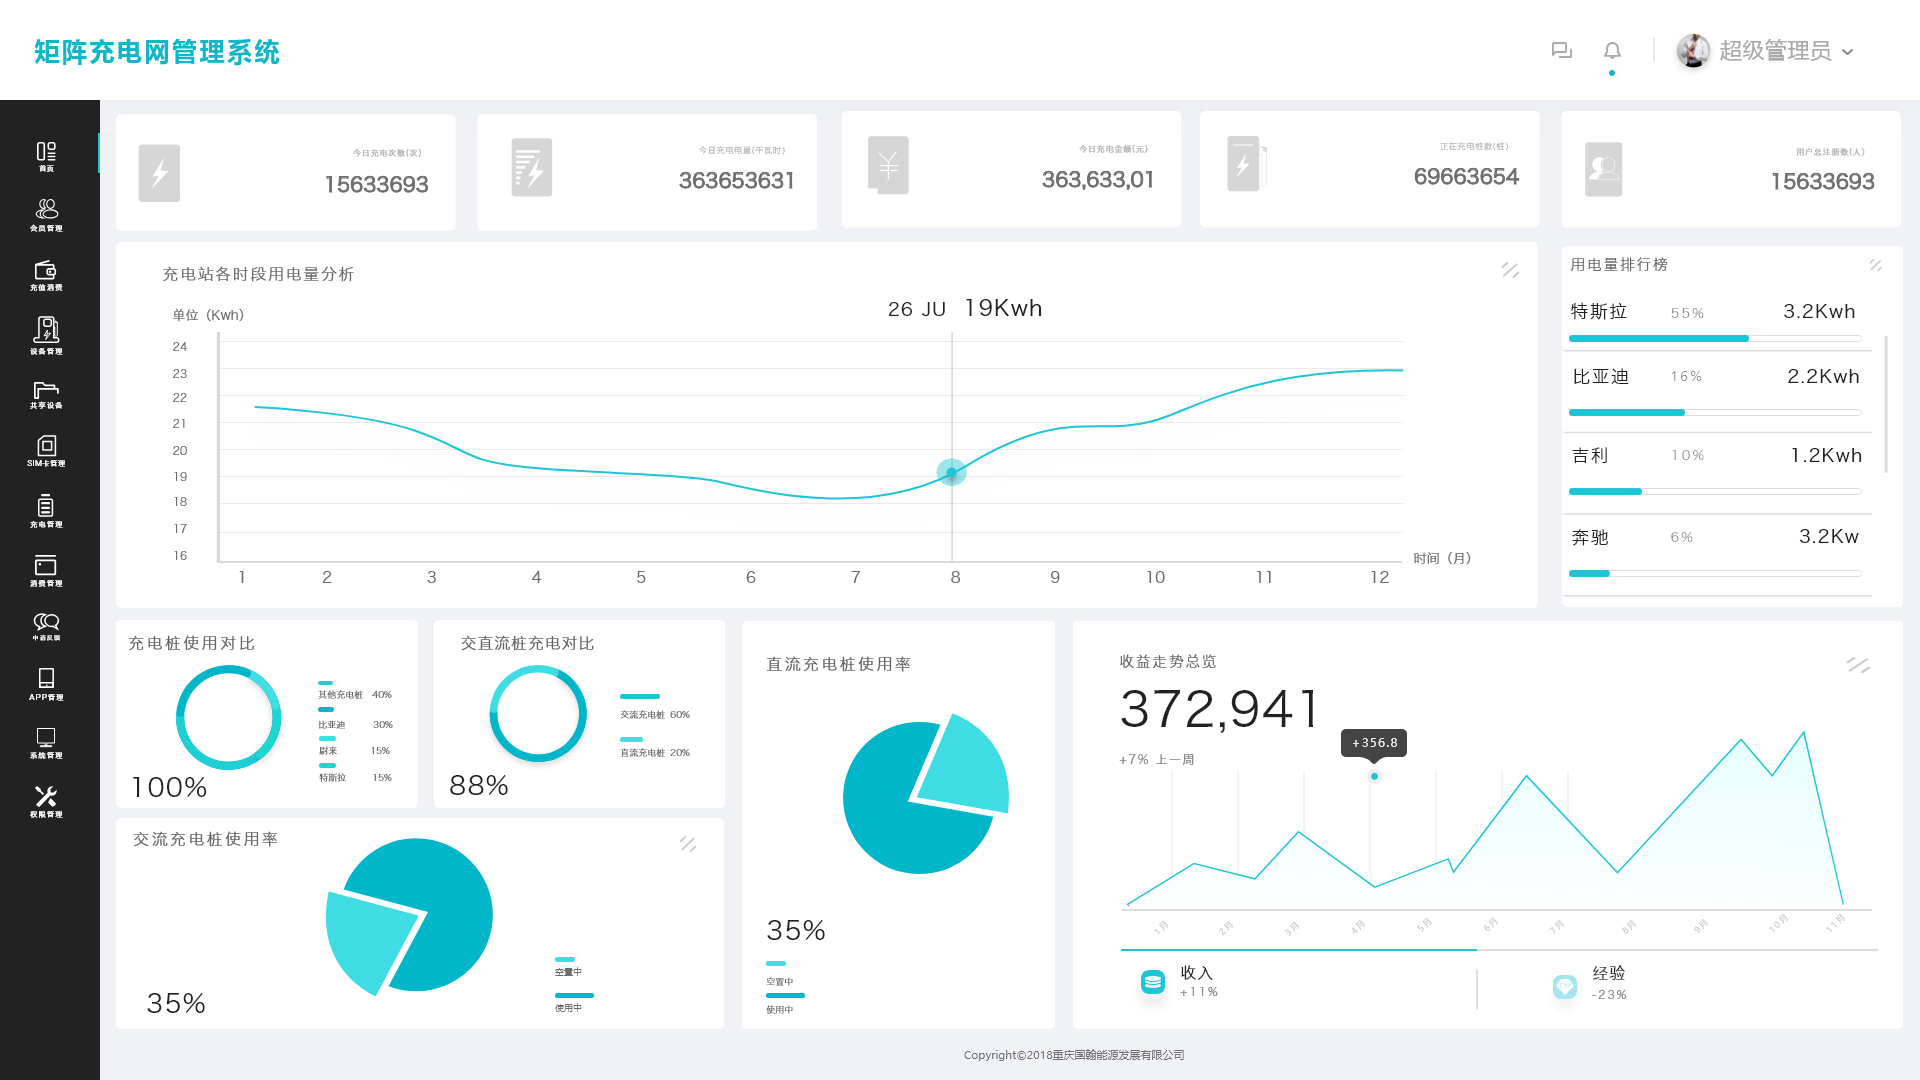 矩阵充电网管理系统
超级管理员
首页
会员管理
充值消费
设备管理
共享设备
SIM卡管理
充电管理
消费管理
申请反馈
APP管理
系统管理
权限管理
今日充电次数(次)
15633693
今日充电电量(千瓦时)
363653631
今日充电金额(元)
363,633,01
正在充电桩数(桩)
69663654
用户总注册数(人)
15633693
充电站各时段用电量分析
单位（Kwh）
26 JU 19Kwh
24
23
22
21
20
19
18
17
16
1 2 3 4 5 6 7 8 9 10 11 12
时间（月）
用电量排行榜
特斯拉 55% 3.2Kwh
比亚迪 16% 2.2Kwh
吉利 10% 1.2Kwh
奔驰 6% 3.2Kw
充电桩使用对比
其他充电桩 40%
比亚迪 30%
蔚来 15%
特斯拉 15%
100%
交直流桩充电对比
交流充电桩 60%
直流充电桩 20%
88%
交流充电桩使用率
35%
空置中
使用中
直流充电桩使用率
35%
空置中
使用中
收益走势总览
372,941
+7% 上一周
+356.8
1月 2月 3月 4月 5月 6月 7月 8月 9月 10月 11月
收入
+11%
经验
-23%
Copyright©2018重庆国翰能源发展有限公司